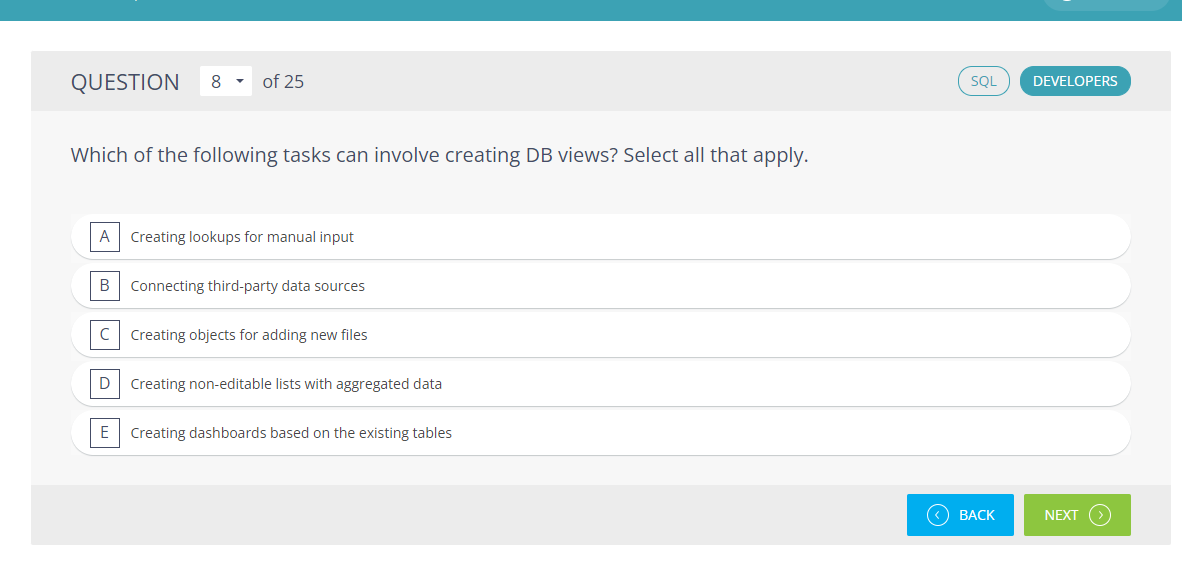 QUESTION 8 of 25 SQL DEVELOPERS
Which of the following tasks can involve creating DB views? Select all that apply.
A Creating lookups for manual input
B Connecting third-party data sources
C Creating objects for adding new files
D Creating non-editable lists with aggregated data
E Creating dashboards based on the existing tables
BACK NEXT